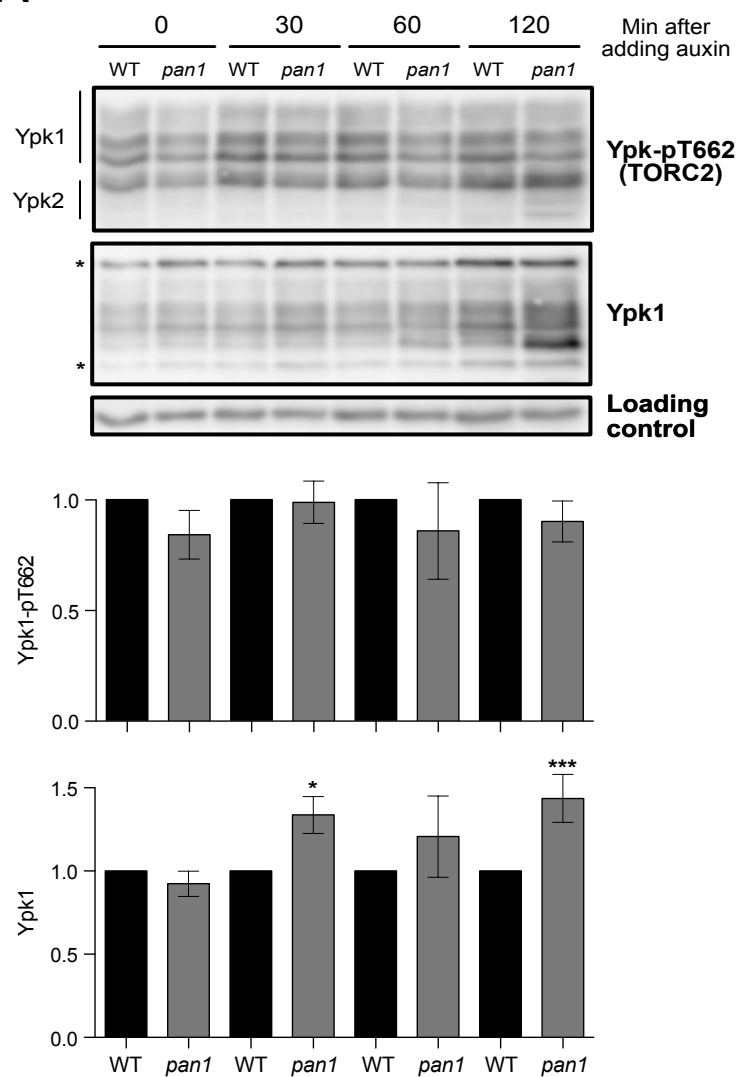 0 30 60 120 Min after
adding auxin
WT pan1 WT pan1 WT pan1 WT pan1
Ypk1
Ypk2
Ypk-pT662
(TORC2)
*
*
Ypk1
Loading
control
1.0
0.5
0.0
Ypk1-pT662
* ***
1.5
1.0
0.5
0.0
Ypk1
WT pan1 WT pan1 WT pan1 WT pan1